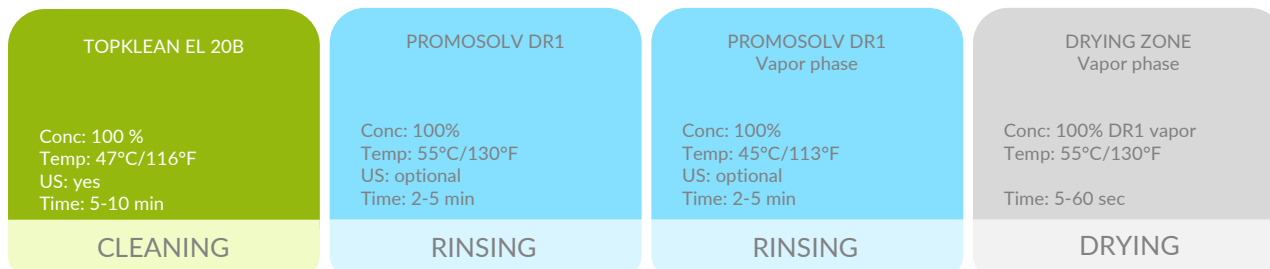 TOPKLEAN EL 20B
Conc: 100 %
Temp: 47°C/116°F
US: yes
Time: 5-10 min
CLEANING
PROMOSOLV DR1
Conc: 100%
Temp: 55°C/130°F
US: optional
Time: 2-5 min
RINSING
PROMOSOLV DR1
Vapor phase
Conc: 100%
Temp: 45°C/113°F
US: optional
Time: 2-5 min
RINSING
DRYING ZONE
Vapor phase
Conc: 100% DR1 vapor
Temp: 55°C/130°F
Time: 5-60 sec
DRYING